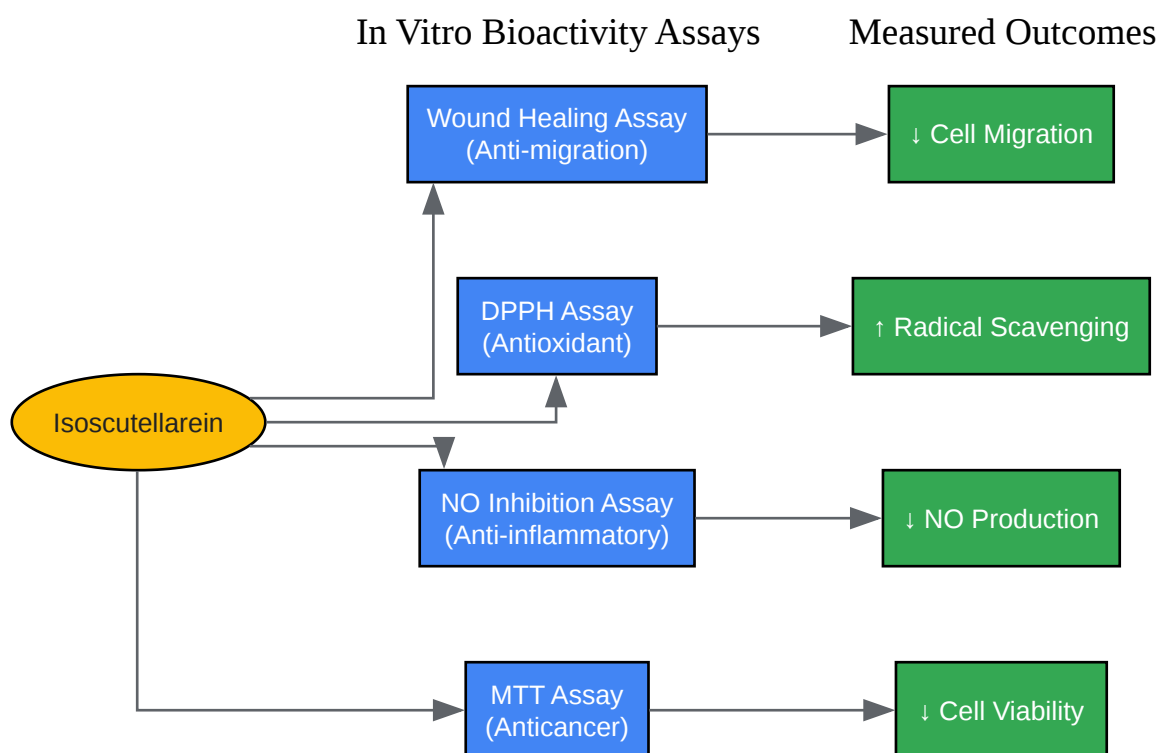 In Vitro Bioactivity Assays
Measured Outcomes
Wound Healing Assay
(Anti-migration)
↓ Cell Migration
DPPH Assay
(Antioxidant)
↑ Radical Scavenging
Isoscutellarein
NO Inhibition Assay
(Anti-inflammatory)
↓ NO Production
MTT Assay
(Anticancer)
↓ Cell Viability